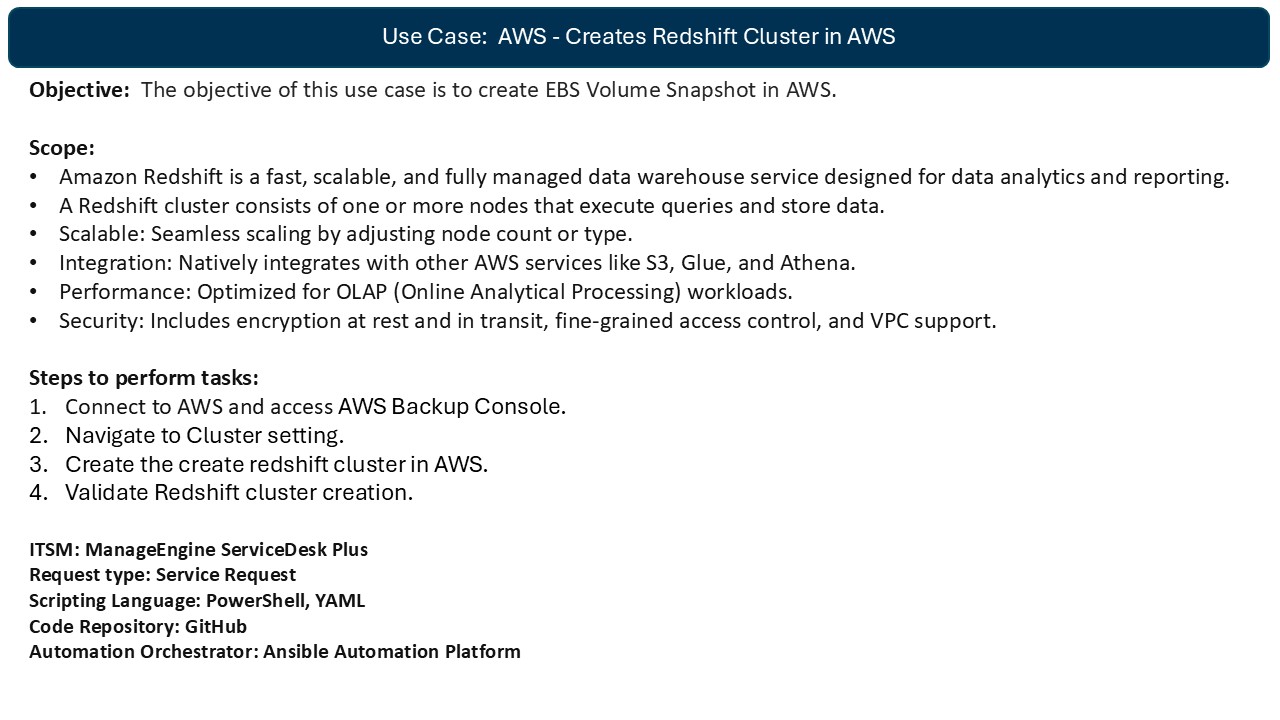 Use Case:  AWS - Creates Redshift Cluster in AWS
Objective:  The objective of this use case is to create EBS Volume Snapshot in AWS.
Scope:
• Amazon Redshift is a fast, scalable, and fully managed data warehouse service designed for data analytics and reporting.
• A Redshift cluster consists of one or more nodes that execute queries and store data.
• Scalable: Seamless scaling by adjusting node count or type.
• Integration: Natively integrates with other AWS services like S3, Glue, and Athena.
• Performance: Optimized for OLAP (Online Analytical Processing) workloads.
• Security: Includes encryption at rest and in transit, fine-grained access control, and VPC support.
Steps to perform tasks:
1. Connect to AWS and access AWS Backup Console.
2. Navigate to Cluster setting.
3. Create the create redshift cluster in AWS.
4. Validate Redshift cluster creation.
ITSM: ManageEngine ServiceDesk Plus
Request type: Service Request
Scripting Language: PowerShell, YAML
Code Repository: GitHub
Automation Orchestrator: Ansible Automation Platform